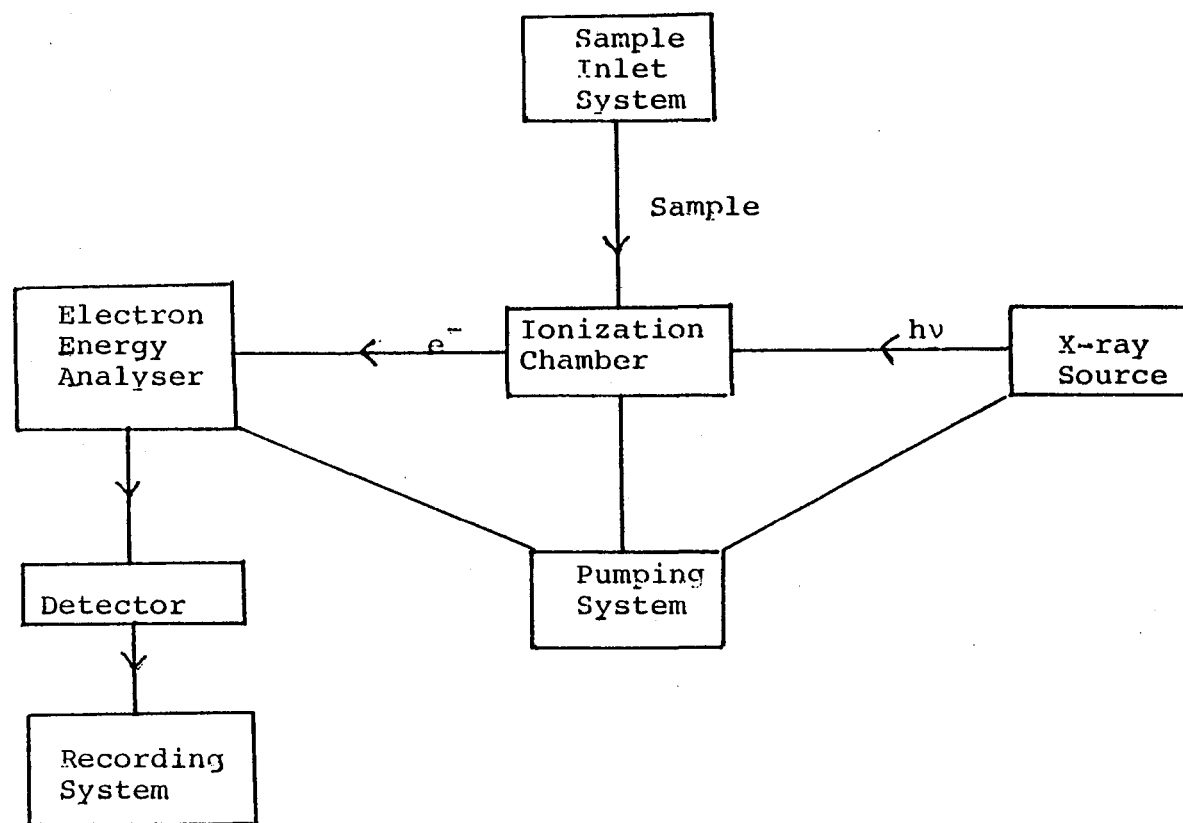 Sample
Inlet
System
Sample
Electron
Energy
Analyser
e⁻
Ionization
Chamber
hν
X-ray
Source
Pumping
System
Detector
Recording
System